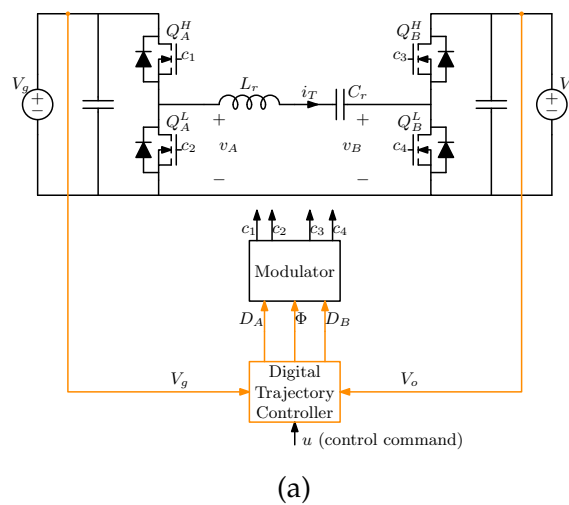 Q_A^H Q_B^H
c_1 c_3
V_g + − L_r i_T C_r + − V
Q_A^L Q_B^L
+ +
c_2 v_A v_B c_4
− −
c_1 c_2 c_3 c_4
Modulator
D_A Φ D_B
Digital
V_g Trajectory V_o
Controller
u (control command)
(a)